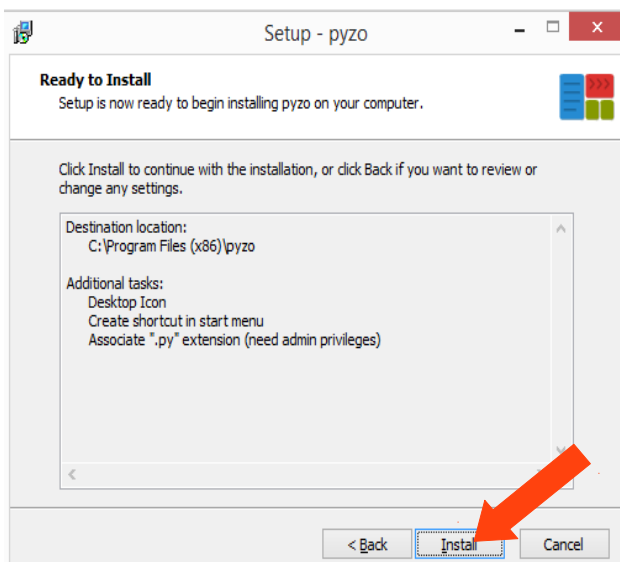 Setup - pyzo
Ready to Install
Setup is now ready to begin installing pyzo on your computer.
>>>
Click Install to continue with the installation, or click Back if you want to review or
change any settings.
Destination location:
C:\Program Files (x86)\pyzo
Additional tasks:
Desktop Icon
Create shortcut in start menu
Associate ".py" extension (need admin privileges)
< Back Install Cancel